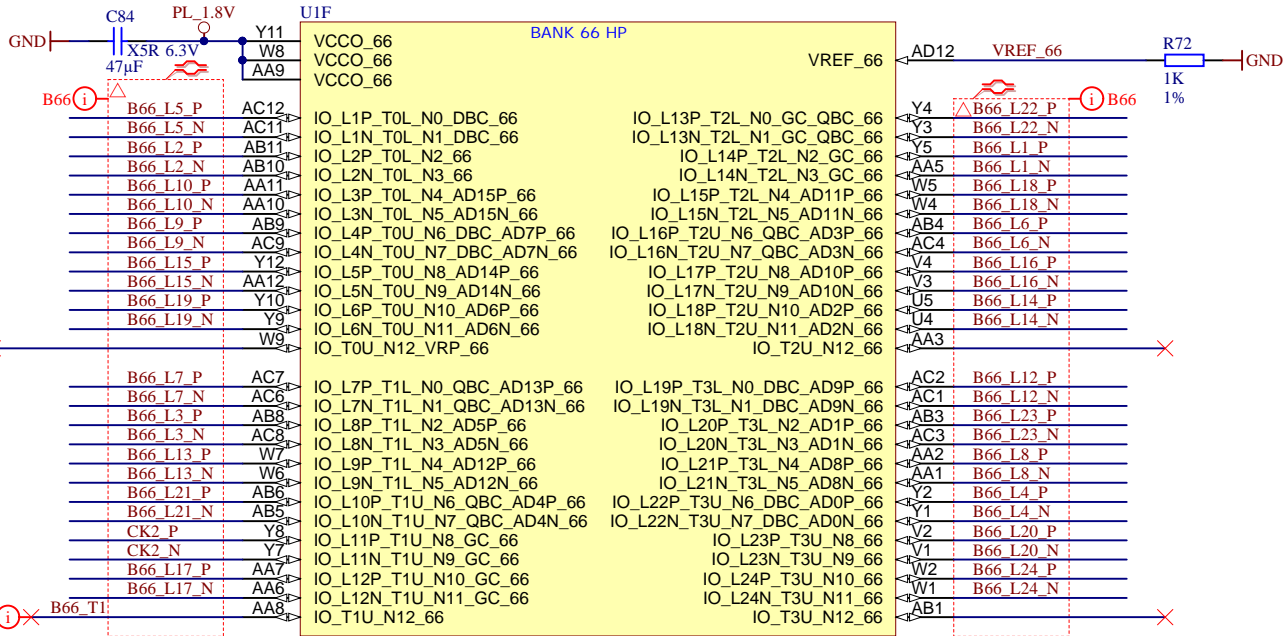 C84 PL_1.8V U1F
GND X5R 6.3V Y11 VCCO_66 BANK 66 HP R72
47µF W8 VCCO_66 VREF_66 AD12 VREF_66 GND
AA9 VCCO_66 1K
1%
i B66 i B66
B66_L5_P AC12 IO_L1P_T0L_N0_DBC_66 IO_L13P_T2L_N0_GC_QBC_66 Y4 B66_L22_P
B66_L5_N AC11 IO_L1N_T0L_N1_DBC_66 IO_L13N_T2L_N1_GC_QBC_66 Y3 B66_L22_N
B66_L2_P AB11 IO_L2P_T0L_N2_66 IO_L14P_T2L_N2_GC_66 Y5 B66_L1_P
B66_L2_N AB10 IO_L2N_T0L_N3_66 IO_L14N_T2L_N3_GC_66 AA5 B66_L1_N
B66_L10_P AA11 IO_L3P_T0L_N4_AD15P_66 IO_L15P_T2L_N4_AD11P_66 W5 B66_L18_P
B66_L10_N AA10 IO_L3N_T0L_N5_AD15N_66 IO_L15N_T2L_N5_AD11N_66 W4 B66_L18_N
B66_L9_P AB9 IO_L4P_T0U_N6_DBC_AD7P_66 IO_L16P_T2U_N6_QBC_AD3P_66 AB4 B66_L6_P
B66_L9_N AC9 IO_L4N_T0U_N7_DBC_AD7N_66 IO_L16N_T2U_N7_QBC_AD3N_66 AC4 B66_L6_N
B66_L15_P Y12 IO_L5P_T0U_N8_AD14P_66 IO_L17P_T2U_N8_AD10P_66 V4 B66_L16_P
B66_L15_N AA12 IO_L5N_T0U_N9_AD14N_66 IO_L17N_T2U_N9_AD10N_66 V3 B66_L16_N
B66_L19_P Y10 IO_L6P_T0U_N10_AD6P_66 IO_L18P_T2U_N10_AD2P_66 U5 B66_L14_P
B66_L19_N Y9 IO_L6N_T0U_N11_AD6N_66 IO_L18N_T2U_N11_AD2N_66 U4 B66_L14_N
W9 IO_T0U_N12_VRP_66 IO_T2U_N12_66 AA3
B66_L7_P AC7 IO_L7P_T1L_N0_QBC_AD13P_66 IO_L19P_T3L_N0_DBC_AD9P_66 AC2 B66_L12_P
B66_L7_N AC6 IO_L7N_T1L_N1_QBC_AD13N_66 IO_L19N_T3L_N1_DBC_AD9N_66 AC1 B66_L12_N
B66_L3_P AB8 IO_L8P_T1L_N2_AD5P_66 IO_L20P_T3L_N2_AD1P_66 AB3 B66_L23_P
B66_L3_N AC8 IO_L8N_T1L_N3_AD5N_66 IO_L20N_T3L_N3_AD1N_66 AC3 B66_L23_N
B66_L13_P W7 IO_L9P_T1L_N4_AD12P_66 IO_L21P_T3L_N4_AD8P_66 AA2 B66_L8_P
B66_L13_N W6 IO_L9N_T1L_N5_AD12N_66 IO_L21N_T3L_N5_AD8N_66 AA1 B66_L8_N
B66_L21_P AB6 IO_L10P_T1U_N6_QBC_AD4P_66 IO_L22P_T3U_N6_DBC_AD0P_66 Y2 B66_L4_P
B66_L21_N AB5 IO_L10N_T1U_N7_QBC_AD4N_66 IO_L22N_T3U_N7_DBC_AD0N_66 Y1 B66_L4_N
CK2_P Y8 IO_L11P_T1U_N8_GC_66 IO_L23P_T3U_N8_66 V2 B66_L20_P
CK2_N Y7 IO_L11N_T1U_N9_GC_66 IO_L23N_T3U_N9_66 V1 B66_L20_N
B66_L17_P AA7 IO_L12P_T1U_N10_GC_66 IO_L24P_T3U_N10_66 W2 B66_L24_P
B66_L17_N AA6 IO_L12N_T1U_N11_GC_66 IO_L24N_T3U_N11_66 W1 B66_L24_N
i B66_T1 AA8 IO_T1U_N12_66 IO_T3U_N12_66 AB1